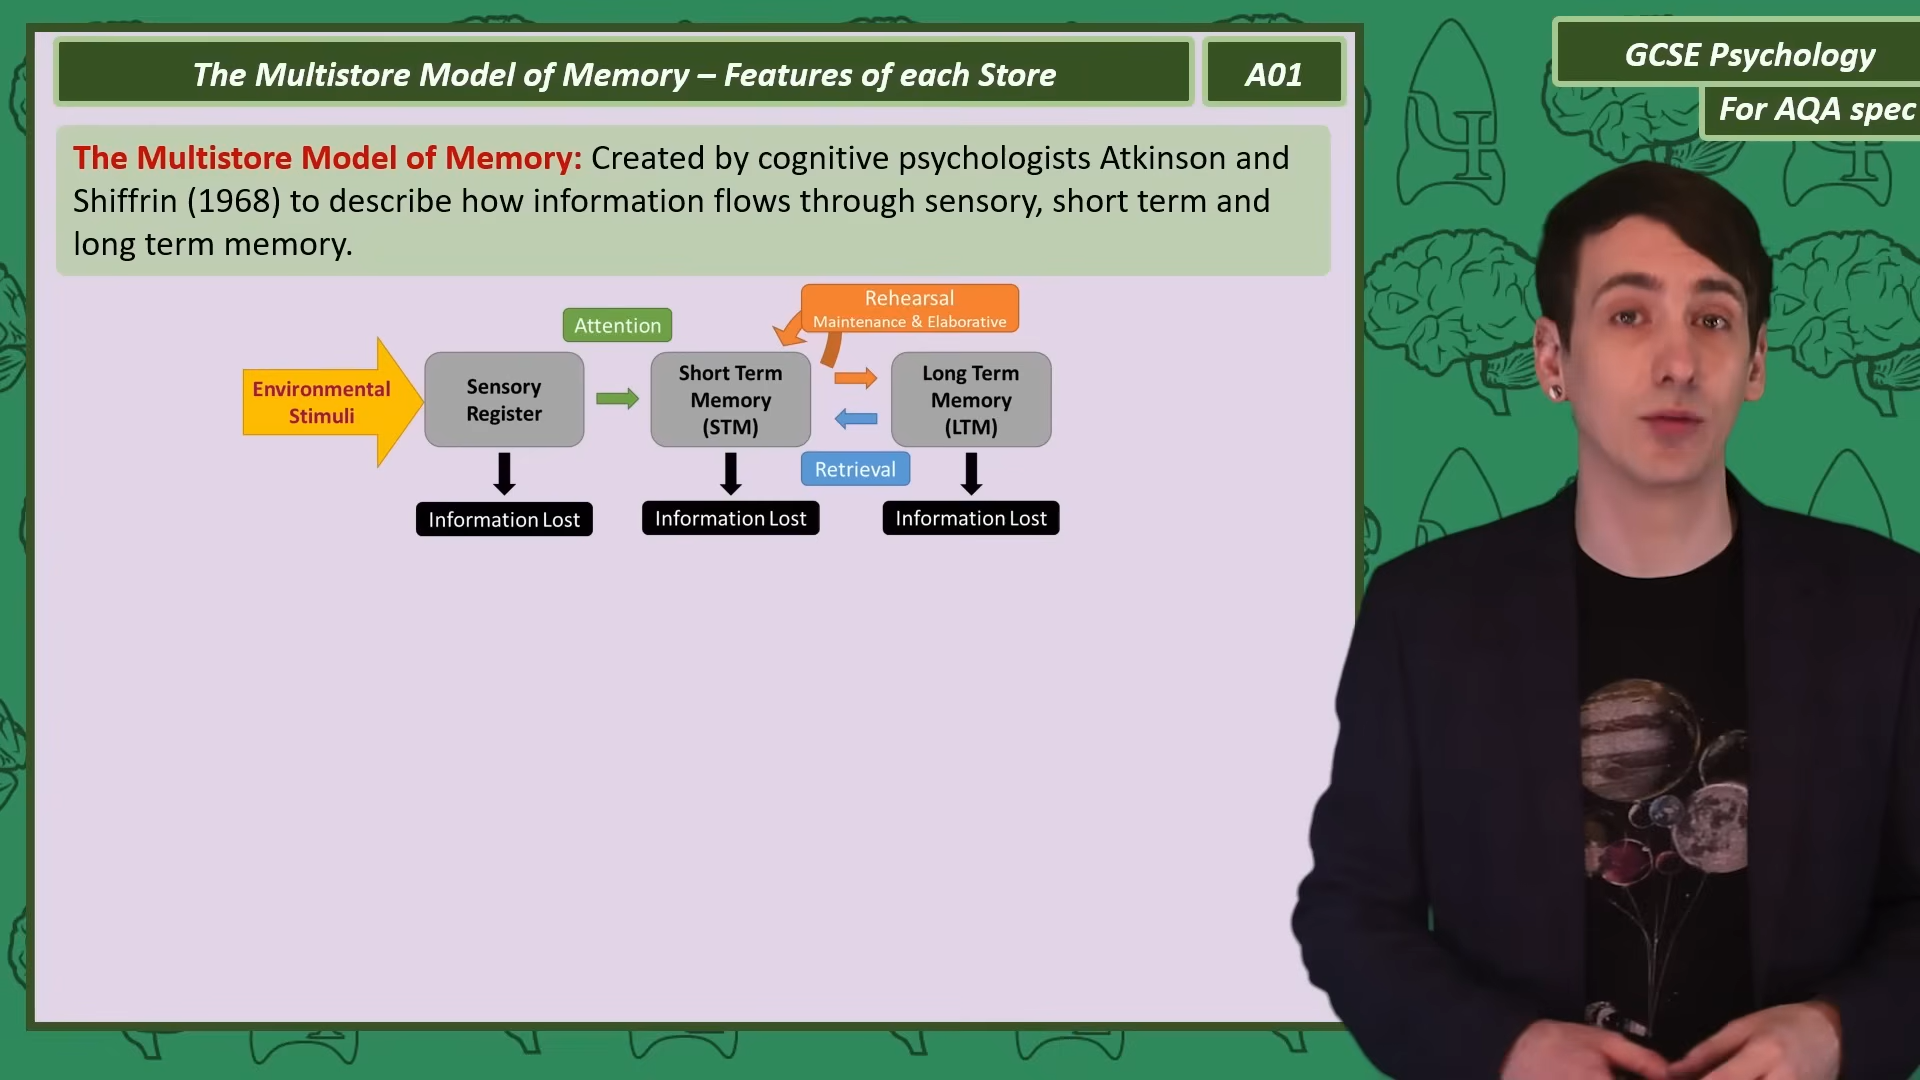 The Multistore Model of Memory – Features of each Store
A01
GCSE Psychology
For AQA spec
The Multistore Model of Memory: Created by cognitive psychologists Atkinson and
Shiffrin (1968) to describe how information flows through sensory, short term and
long term memory.
Rehearsal
Maintenance & Elaborative
Attention
Environmental
Stimuli
Sensory
Register
Short Term
Memory
(STM)
Long Term
Memory
(LTM)
Retrieval
Information Lost
Information Lost
Information Lost